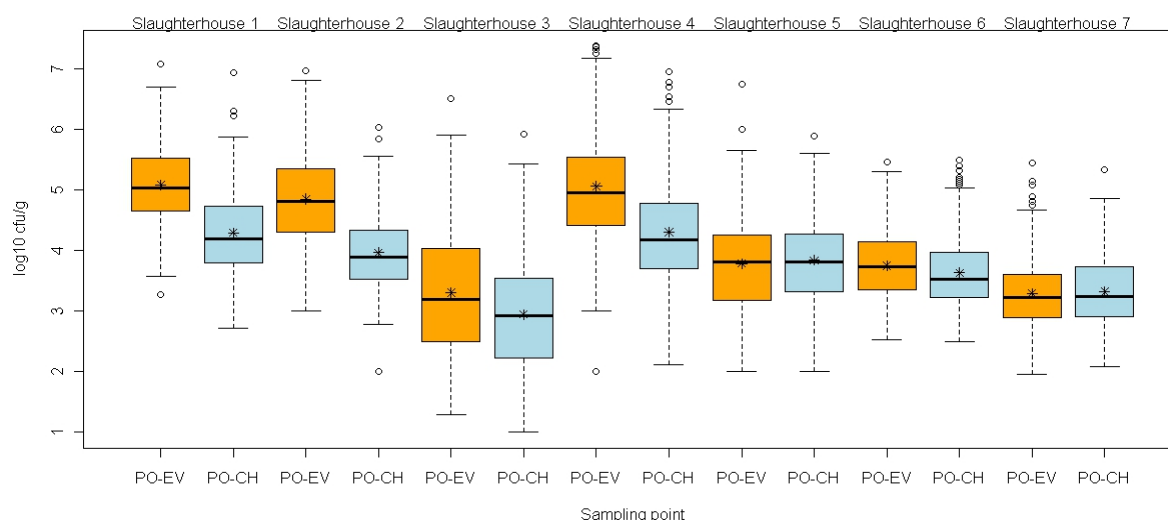 Slaughterhouse 1 Slaughterhouse 2 Slaughterhouse 3 Slaughterhouse 4 Slaughterhouse 5 Slaughterhouse 6 Slaughterhouse 7
log10 cfu/g
7
6
5
4
3
2
1
PO-EV PO-CH PO-EV PO-CH PO-EV PO-CH PO-EV PO-CH PO-EV PO-CH PO-EV PO-CH PO-EV PO-CH
Sampling point